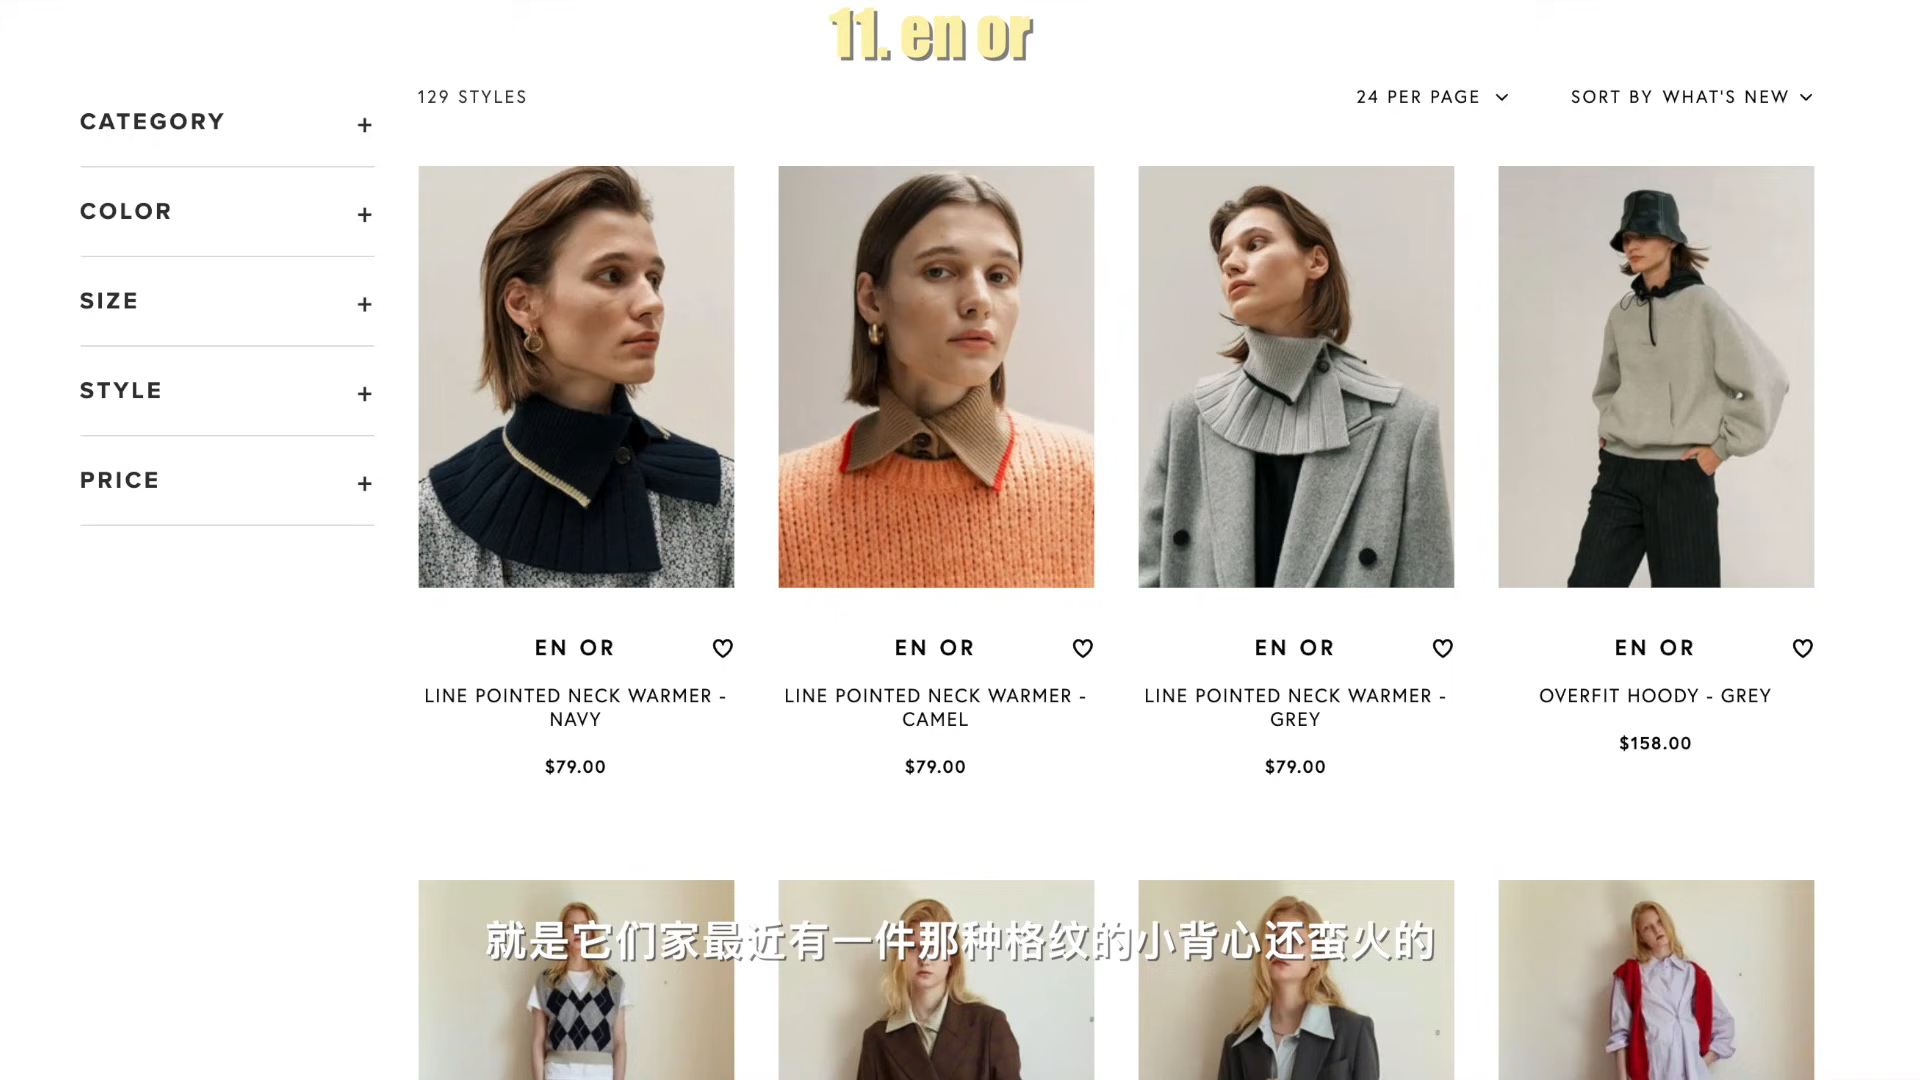 11. en or
129 STYLES
24 PER PAGE
SORT BY WHAT'S NEW
CATEGORY +
COLOR +
SIZE +
STYLE +
PRICE +
EN OR
LINE POINTED NECK WARMER -
NAVY
$79.00
EN OR
LINE POINTED NECK WARMER -
CAMEL
$79.00
EN OR
LINE POINTED NECK WARMER -
GREY
$79.00
EN OR
OVERFIT HOODY - GREY
$158.00
就是它们家最近有一件那种格纹的小背心还蛮火的